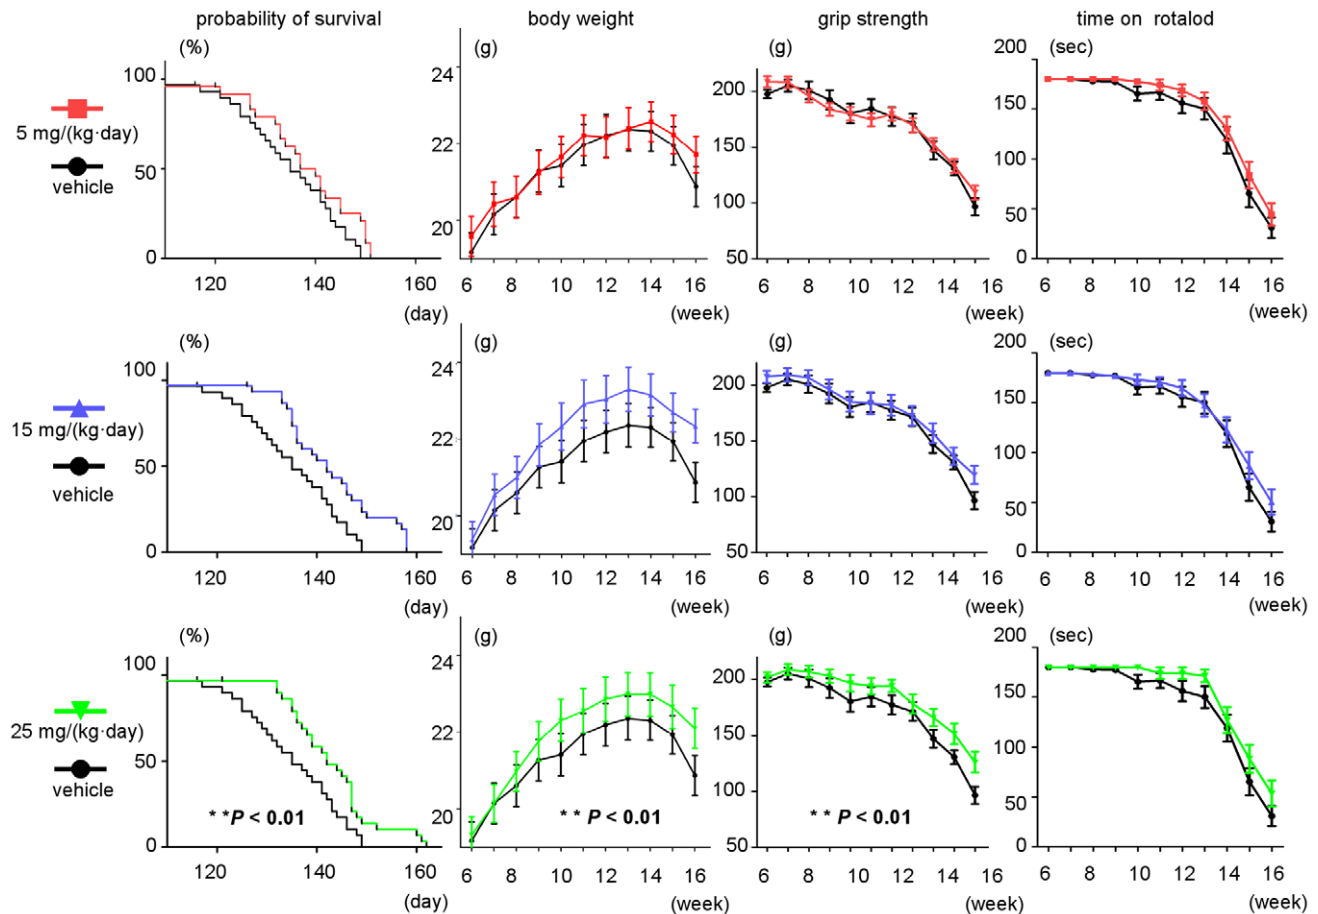 probability of survival body weight grip strength time on rotalod
(%) (g) (g) (sec)
100 24 200 200
5 mg/(kg·day) 22 150 150
vehicle 50 20 100 100
0 50 50 0
120 140 160 6 8 10 12 14 16 6 8 10 12 14 16 6 8 10 12 14 16
(day) (week) (week) (week)
(%) (g) (g) (sec)
100 24 200 200
15 mg/(kg·day) 22 150 150
vehicle 50 20 100 100
0 50 50 0
120 140 160 6 8 10 12 14 16 6 8 10 12 14 16 6 8 10 12 14 16
(day) (week) (week) (week)
(%) (g) (g) (sec)
100 24 200 200
25 mg/(kg·day) 22 150 150
vehicle 50 20 100 100
**P < 0.01 ** P < 0.01 ** P < 0.01
0 50 50 0
120 140 160 6 8 10 12 14 16 6 8 10 12 14 16 6 8 10 12 14 16
(day) (week) (week) (week)